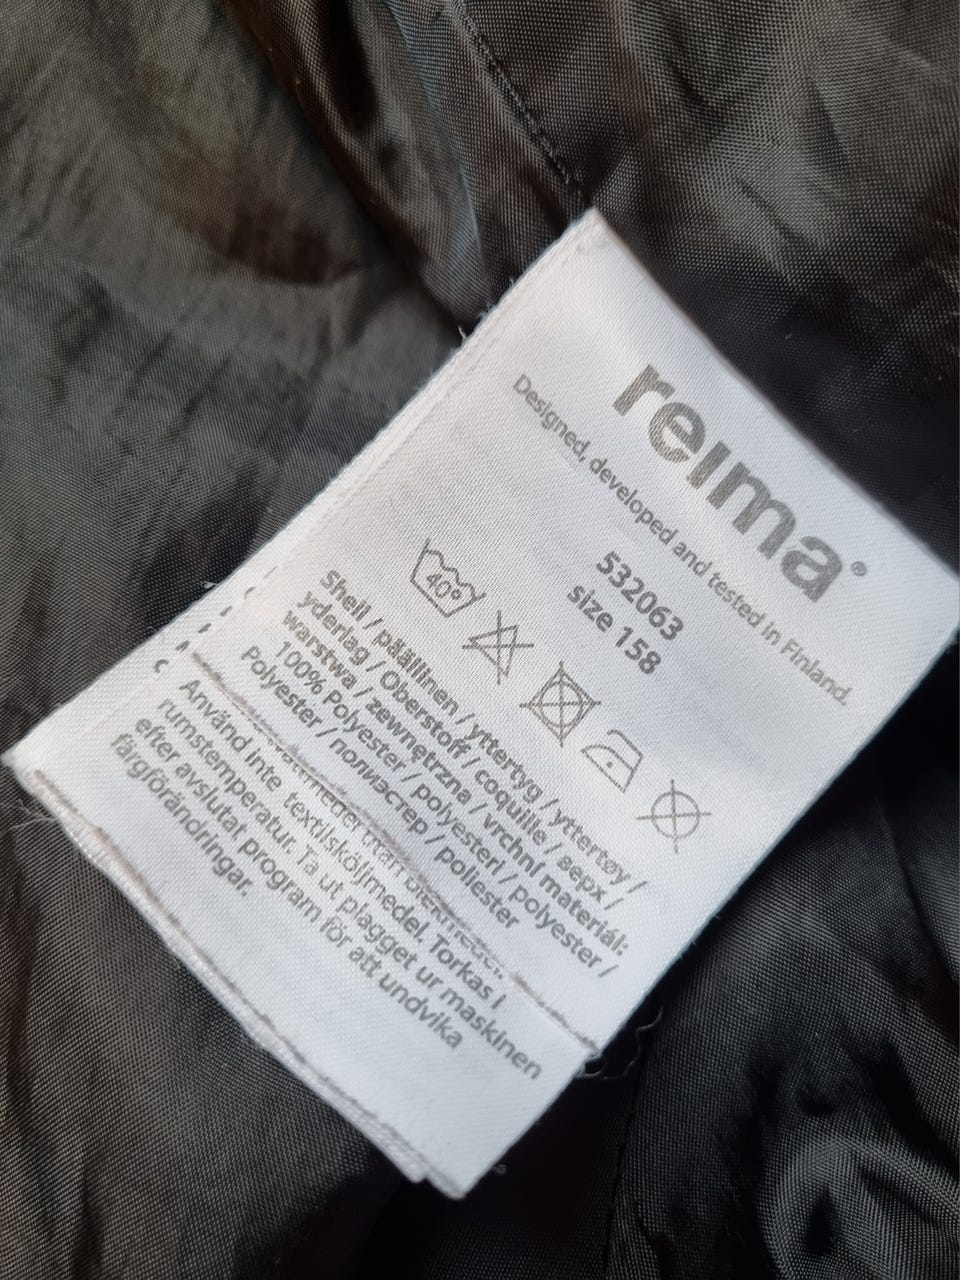 reima®
Designed, developed and tested in Finland.
532063
size 158
40°
Shell / päällinen / yttertyg / yttertøy /
yderlag / Oberstoff / coquille / верх /
warstwa / zewnętrzna / vrchní materiál:
100% Polyester / polyesteri / polyester /
Polyester / полиэстер / poliester
Använd inte textilsköljmedel. Torkas i
rumstemperatur. Ta ut plagget ur maskinen
efter avslutat program för att undvika
färgförändringar.